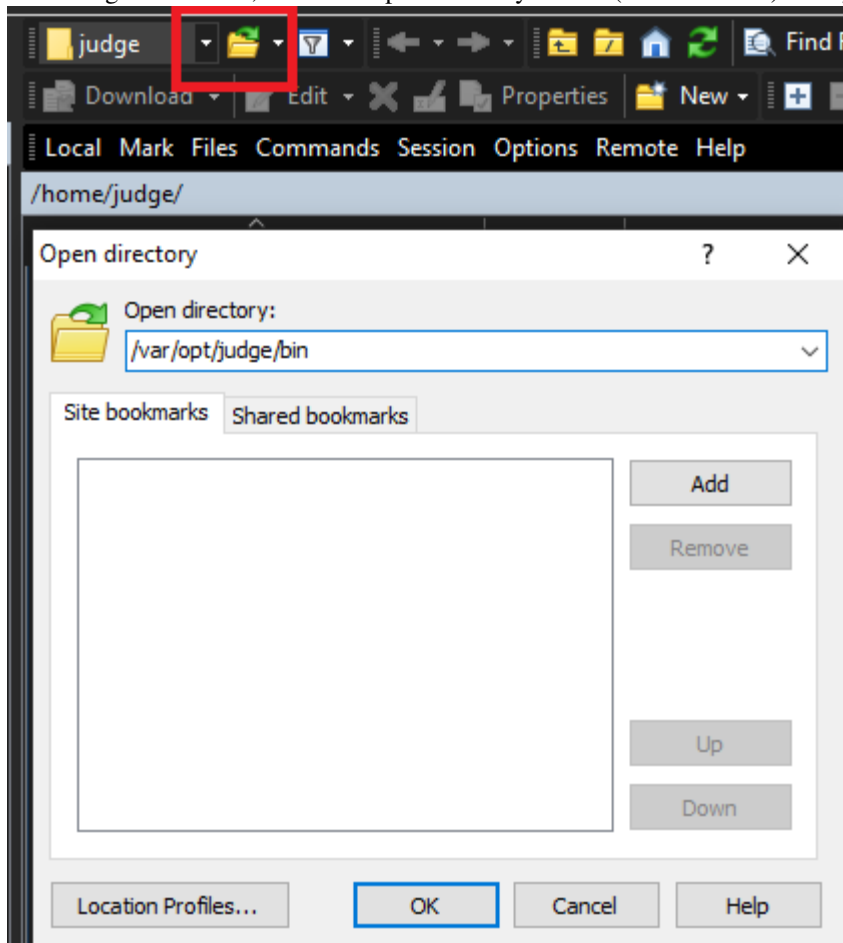 judge
Find
Download Edit Properties New
Local Mark Files Commands Session Options Remote Help
/home/judge/
Open directory ?
Open directory:
/var/opt/judge/bin
Site bookmarks Shared bookmarks
Add
Remove
Up
Down
Location Profiles... OK Cancel Help